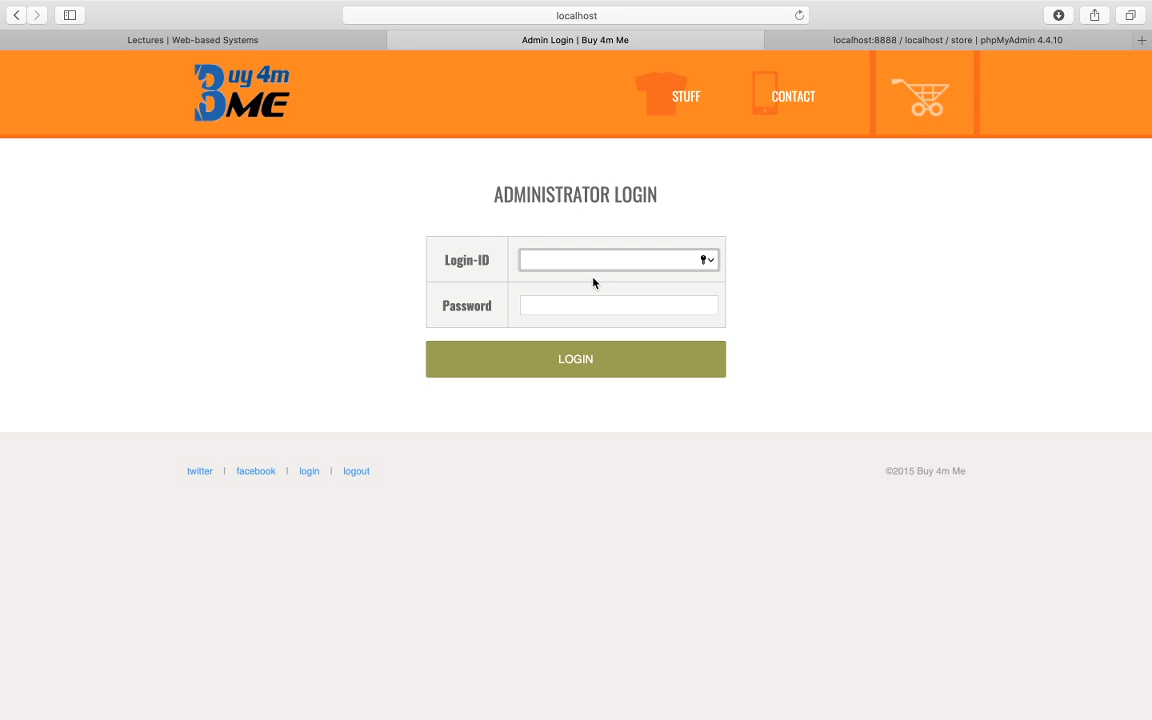 localhost
Lectures | Web-based Systems
Admin Login | Buy 4m Me
localhost:8888 / localhost / store | phpMyAdmin 4.4.10
Buy 4m
ME
STUFF
CONTACT
ADMINISTRATOR LOGIN
Login-ID
Password
LOGIN
twitter | facebook | login | logout
©2015 Buy 4m Me